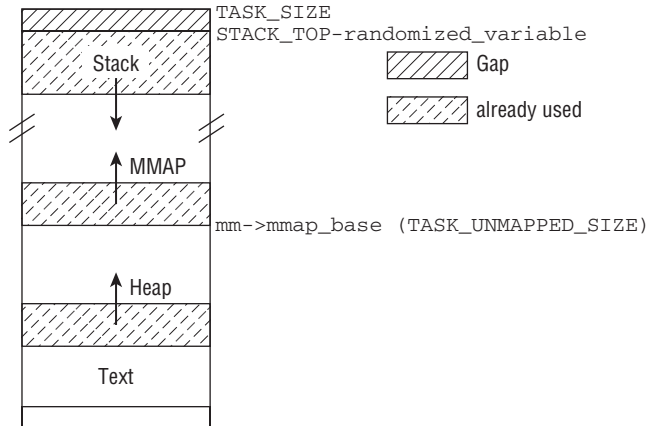 TASK_SIZE
STACK_TOP-randomized_variable
Stack
Gap
already used
MMAP
mm->mmap_base (TASK_UNMAPPED_SIZE)
Heap
Text